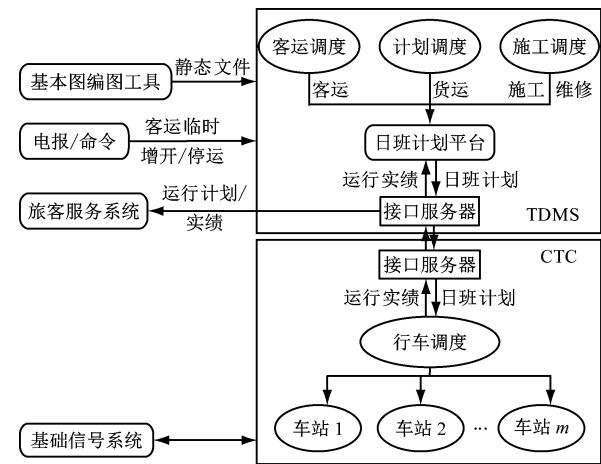 客运调度
计划调度
施工调度
基本图编图工具
静态文件
客运
货运
施工
维修
电报/命令
客运临时
增开/停运
日班计划平台
运行实绩
日班计划
旅客服务系统
运行计划/
实绩
接口服务器
TDMS
CTC
接口服务器
运行实绩
日班计划
行车调度
车站 1
车站 2
···
车站 m
基础信号系统